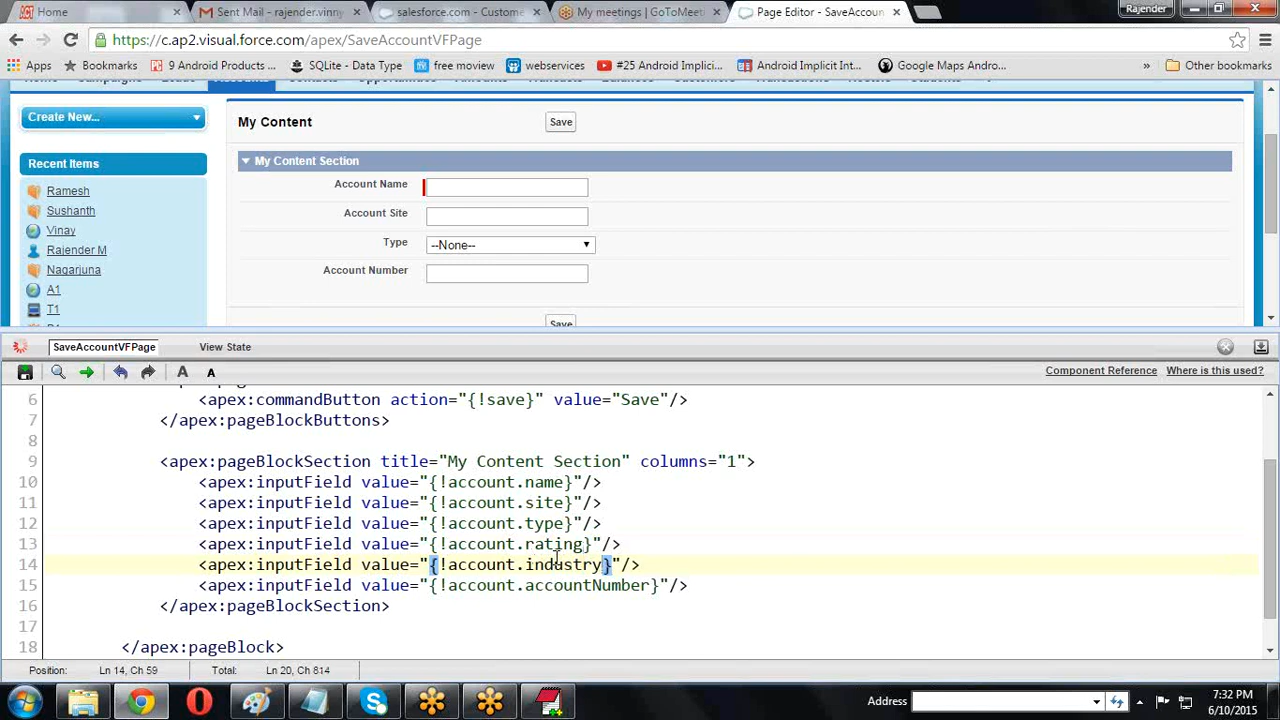 Home
Sent Mail - rajender.vinny
salesforce.com - Custome
My meetings | GoToMeeti
Page Editor - SaveAccoun
Rajender
https://c.ap2.visual.force.com/apex/SaveAccountVFPage
Apps
Bookmarks
9 Android Products ...
SQLite - Data Type
free moview
webservices
#25 Android Implici...
Android Implicit Int...
Google Maps Andro...
»
Other bookmarks
Create New...
Recent Items
Ramesh
Sushanth
Vinay
Rajender M
Nagarjuna
A1
T1
My Content
Save
My Content Section
Account Name
Account Site
Type
--None--
Account Number
Save
SaveAccountVFPage
View State
A
A
Component Reference
Where is this used?
6 <apex:commandButton action="{!save}" value="Save"/>
7 </apex:pageBlockButtons>
8
9 <apex:pageBlockSection title="My Content Section" columns="1">
10 <apex:inputField value="{!account.name}"/>
11 <apex:inputField value="{!account.site}"/>
12 <apex:inputField value="{!account.type}"/>
13 <apex:inputField value="{!account.rating}"/>
14 <apex:inputField value="{!account.industry}"/>
15 <apex:inputField value="{!account.accountNumber}"/>
16 </apex:pageBlockSection>
17
18 </apex:pageBlock>
Position: Ln 14, Ch 59 Total: Ln 20, Ch 814
Address
7:32 PM
6/10/2015